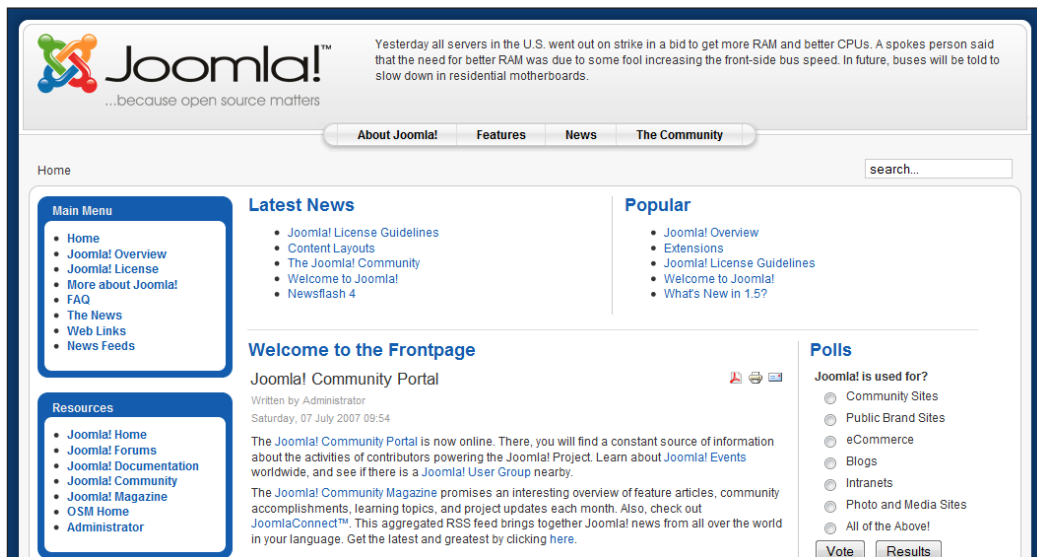 Joomla!™
...because open source matters
Yesterday all servers in the U.S. went out on strike in a bid to get more RAM and better CPUs. A spokes person said
that the need for better RAM was due to some fool increasing the front-side bus speed. In future, buses will be told to
slow down in residential motherboards.
About Joomla! Features News The Community
Home
search...
Main Menu
Home
Joomla! Overview
Joomla! License
More about Joomla!
FAQ
The News
Web Links
News Feeds
Resources
Joomla! Home
Joomla! Forums
Joomla! Documentation
Joomla! Community
Joomla! Magazine
OSM Home
Administrator
Latest News
Joomla! License Guidelines
Content Layouts
The Joomla! Community
Welcome to Joomla!
Newsflash 4
Popular
Joomla! Overview
Extensions
Joomla! License Guidelines
Welcome to Joomla!
What's New in 1.5?
Welcome to the Frontpage
Joomla! Community Portal
Written by Administrator
Saturday, 07 July 2007 09:54
The Joomla! Community Portal is now online. There, you will find a constant source of information
about the activities of contributors powering the Joomla! Project. Learn about Joomla! Events
worldwide, and see if there is a Joomla! User Group nearby.
The Joomla! Community Magazine promises an interesting overview of feature articles, community
accomplishments, learning topics, and project updates each month. Also, check out
JoomlaConnect™. This aggregated RSS feed brings together Joomla! news from all over the world
in your language. Get the latest and greatest by clicking here.
Polls
Joomla! is used for?
Community Sites
Public Brand Sites
eCommerce
Blogs
Intranets
Photo and Media Sites
All of the Above!
Vote Results